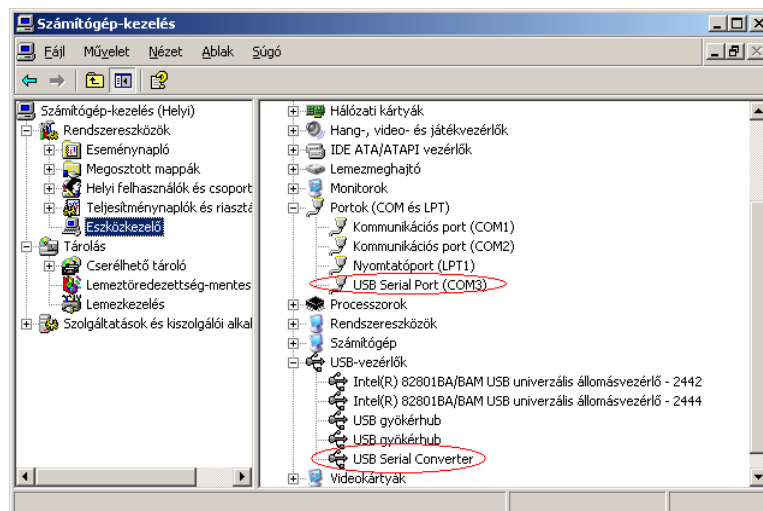 Számítógép-kezelés
Fájl Művelet Nézet Ablak Súgó
Számítógép-kezelés (Helyi)
Rendszereszközök
Eseménynapló
Megosztott mappák
Helyi felhasználók és csoport
Teljesítménynaplók és riasztá
Eszközkezelő
Tárolás
Cserélhető tároló
Lemeztöredezettség-mentes
Lemezkezelés
Szolgáltatások és kiszolgálói alkal
Hálózati kártyák
Hang-, video- és játékvezérlők
IDE ATA/ATAPI vezérlők
Lemezmeghajtó
Monitorok
Portok (COM és LPT)
Kommunikációs port (COM1)
Kommunikációs port (COM2)
Nyomtatóport (LPT1)
USB Serial Port (COM3)
Processzorok
Rendszereszközök
Számítógép
USB-vezérlők
Intel(R) 82801BA/BAM USB univerzális állomásvezérlő - 2442
Intel(R) 82801BA/BAM USB univerzális állomásvezérlő - 2444
USB gyökérhub
USB gyökérhub
USB Serial Converter
Videokártyák